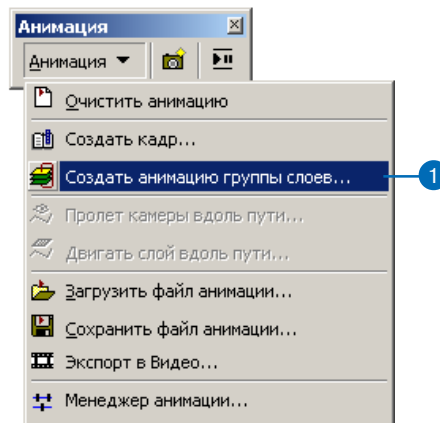 Анимация
Анимация
Очистить анимацию
Создать кадр...
Создать анимацию группы слоев...
1
Пролет камеры вдоль пути...
Двигать слой вдоль пути...
Загрузить файл анимации...
Сохранить файл анимации...
Экспорт в Видео...
Менеджер анимации...